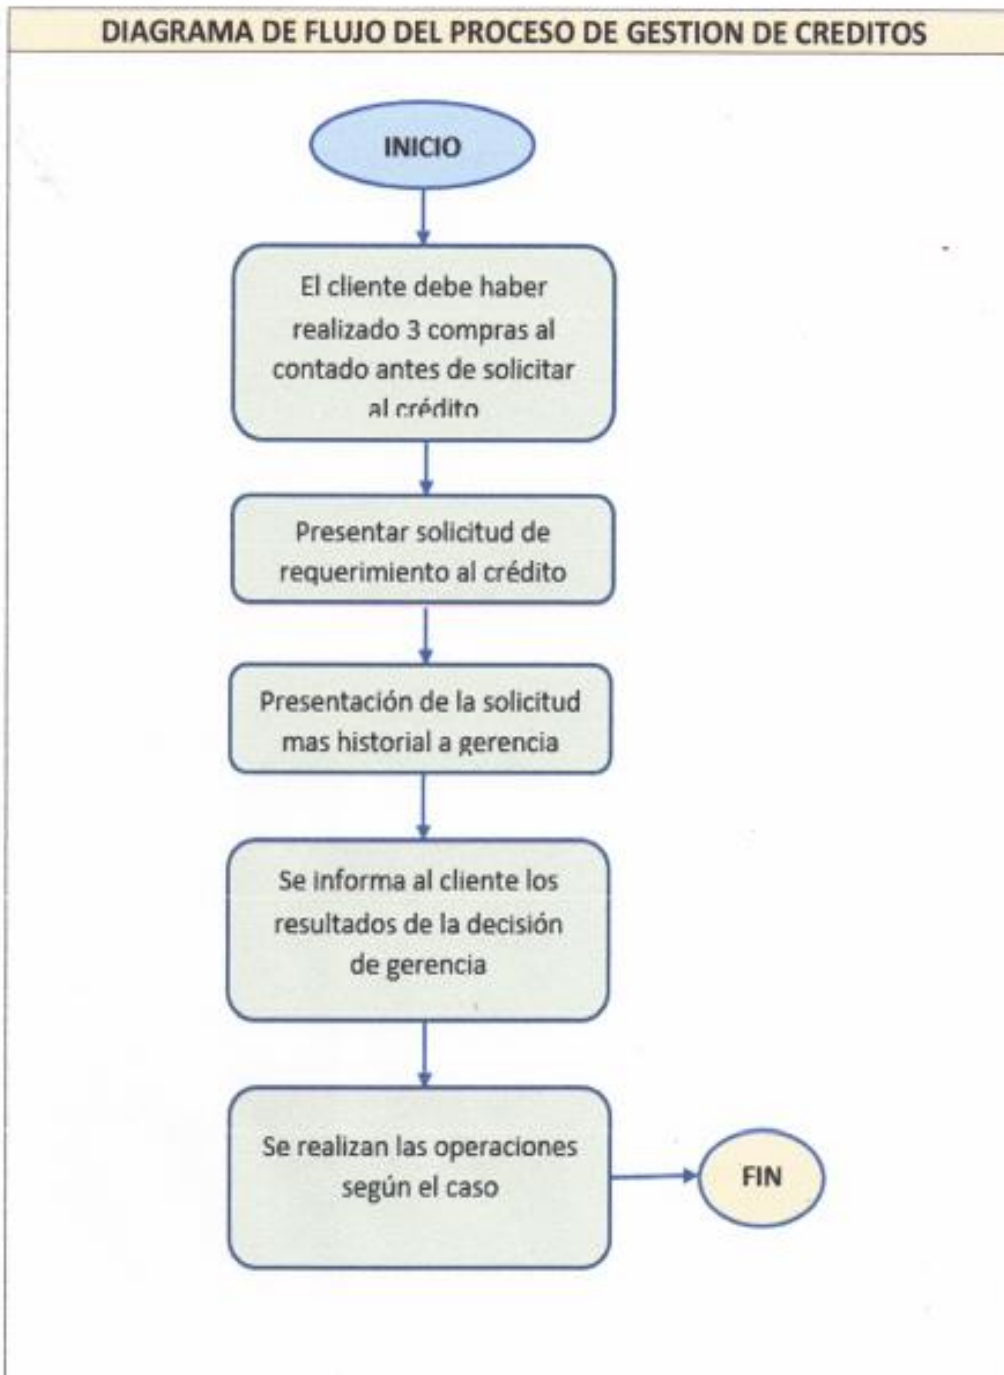 DIAGRAMA DE FLUJO DEL PROCESO DE GESTION DE CREDITOS
INICIO
El cliente debe haber
realizado 3 compras al
contado antes de solicitar
al crédito
Presentar solicitud de
requerimiento al crédito
Presentación de la solicitud
mas historial a gerencia
Se informa al cliente los
resultados de la decisión
de gerencia
Se realizan las operaciones
según el caso
FIN